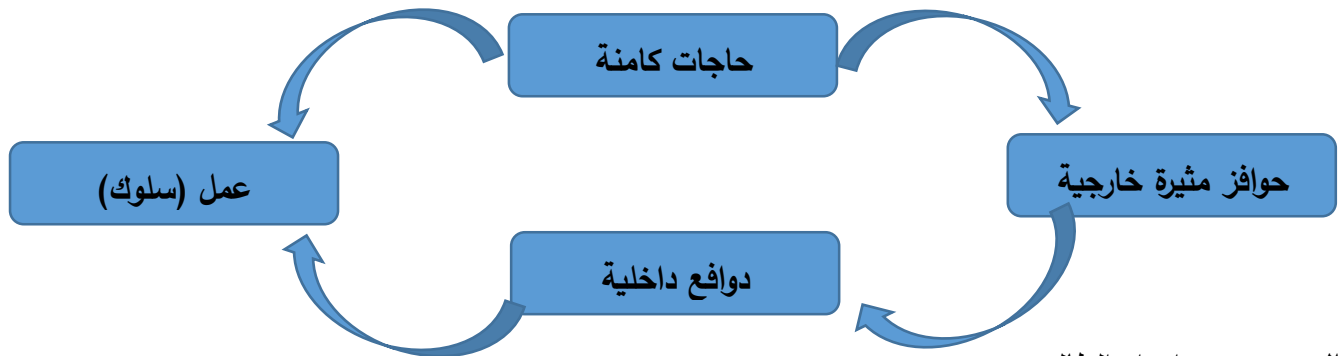 حاجات كامنة
حوافز مثيرة خارجية
عمل (سلوك)
دوافع داخلية